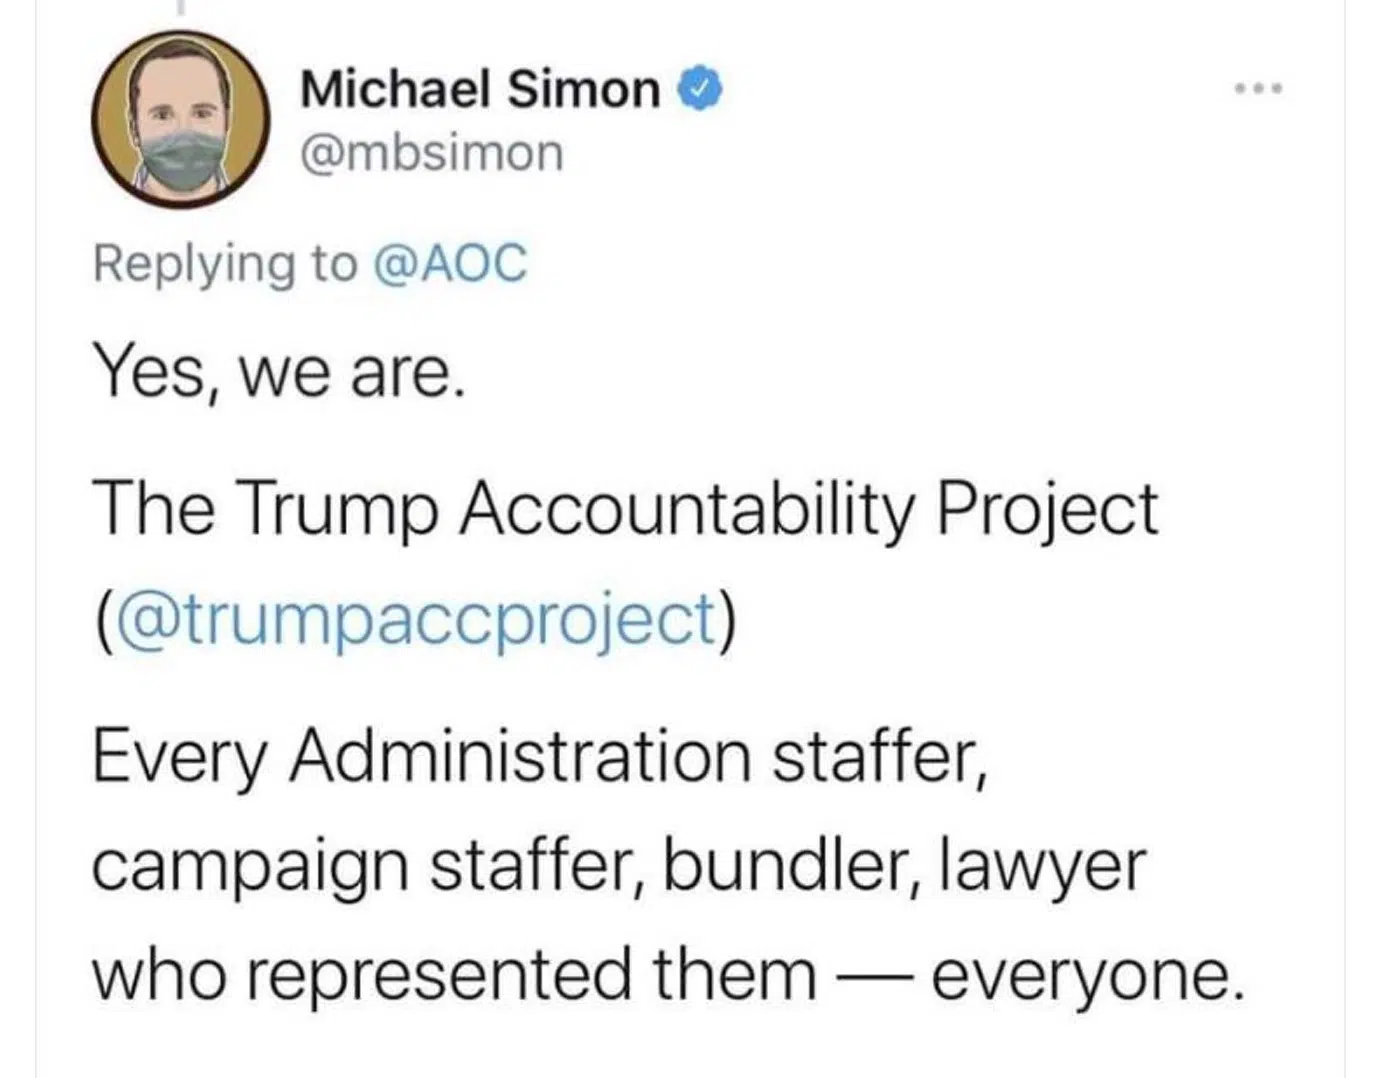 Michael Simon
@mbsimon
Replying to @AOC
Yes, we are.
The Trump Accountability Project
(@trumpaccproject)
Every Administration staffer,
campaign staffer, bundler, lawyer
who represented them — everyone.